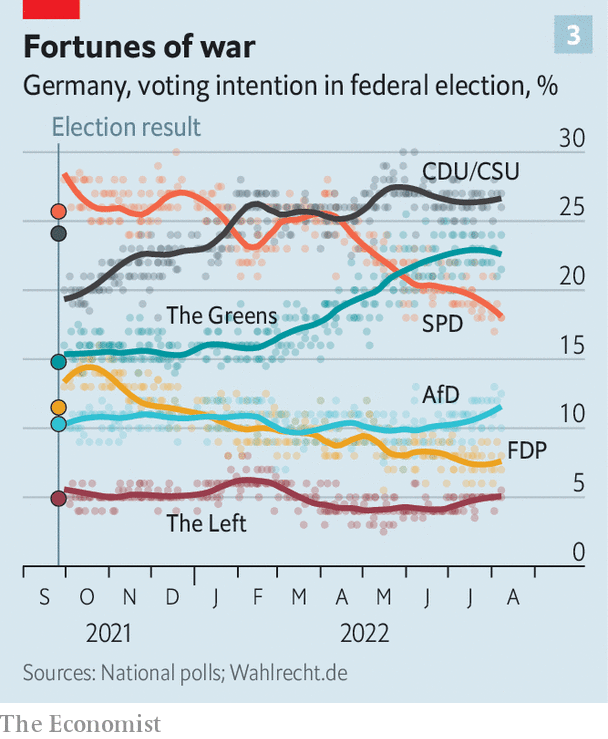 Fortunes of war
3
Germany, voting intention in federal election, %
Election result
30
CDU/CSU
25
20
The Greens
SPD
15
AfD
10
FDP
5
The Left
0
S O N D J F M A M J J A
2021 2022
Sources: National polls; Wahlrecht.de
The Economist